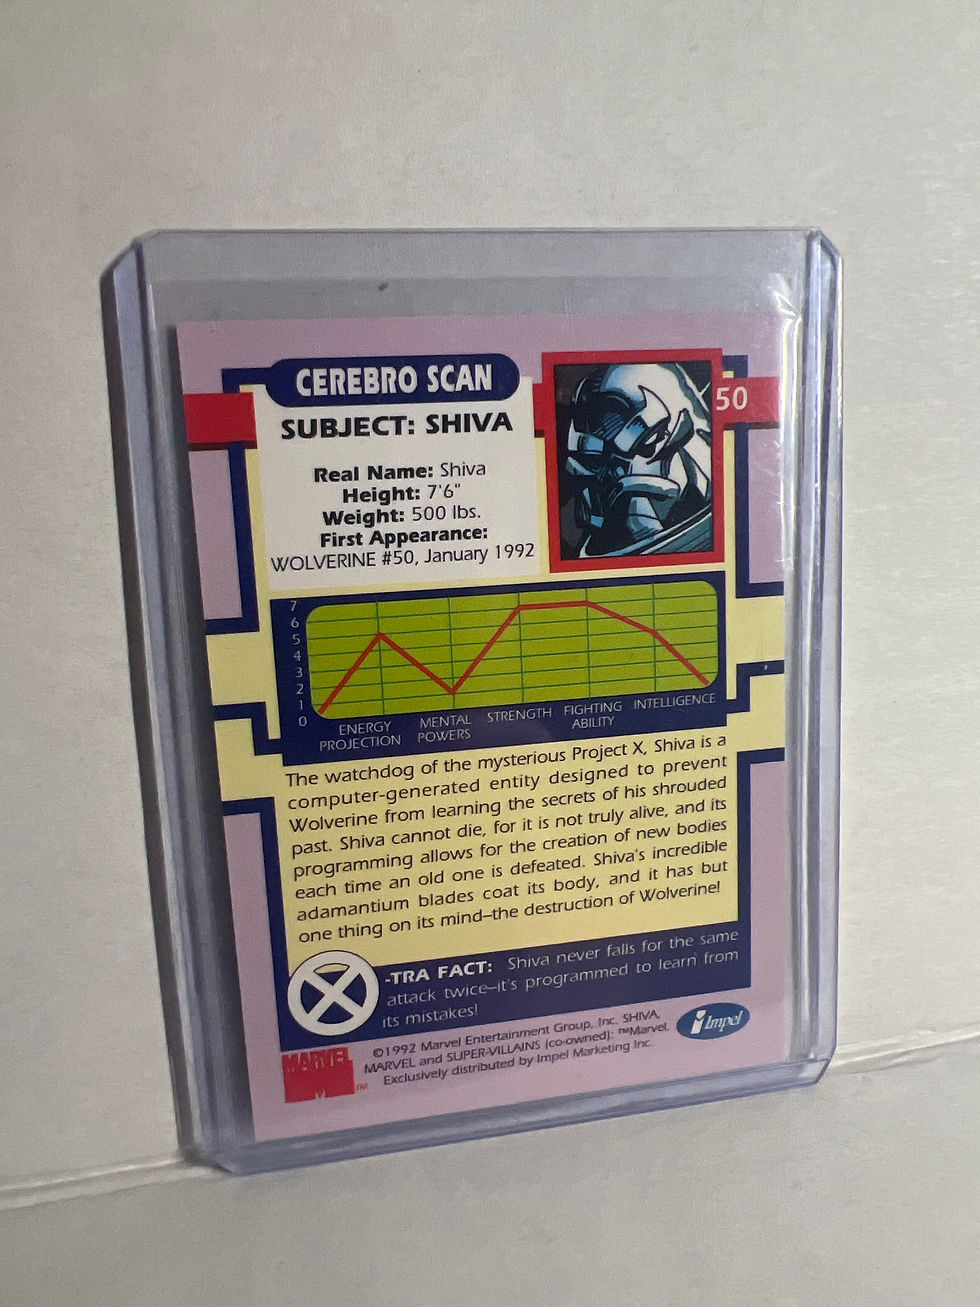 CEREBRO SCAN
50
SUBJECT: SHIVA
Real Name: Shiva
Height: 7'6"
Weight: 500 lbs.
First Appearance:
WOLVERINE #50, January 1992
7
6
5
4
3
2
1
0
ENERGY PROJECTION
MENTAL POWERS
STRENGTH
FIGHTING ABILITY
INTELLIGENCE
The watchdog of the mysterious Project X, Shiva is a
computer-generated entity designed to prevent
Wolverine from learning the secrets of his shrouded
past. Shiva cannot die, for it is not truly alive, and its
programming allows for the creation of new bodies
each time an old one is defeated. Shiva's incredible
adamantium blades coat its body, and it has but
one thing on its mind–the destruction of Wolverine!
X-TRA FACT: Shiva never falls for the same
attack twice–it's programmed to learn from
its mistakes!
MARVEL
TM
©1992 Marvel Entertainment Group, Inc. SHIVA,
MARVEL and SUPER-VILLAINS (co-owned): ™Marvel.
Exclusively distributed by Impel Marketing Inc.
Impel